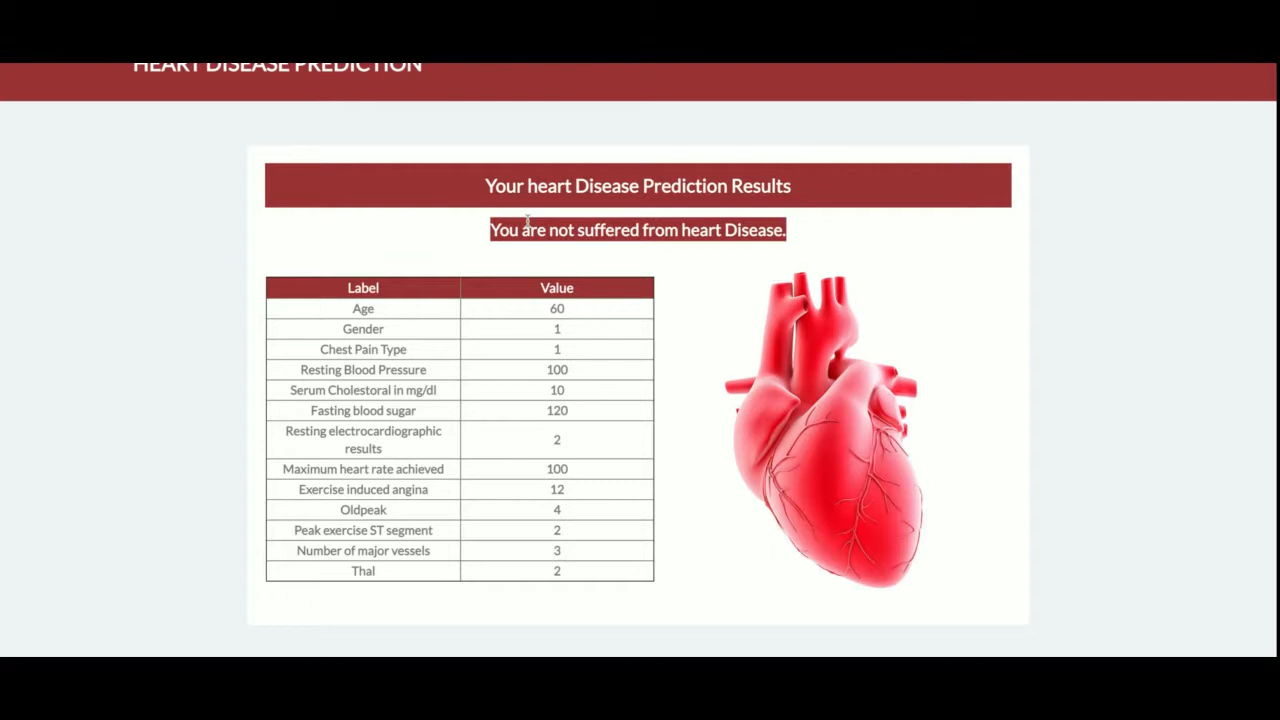 HEART DISEASE PREDICTION
Your heart Disease Prediction Results
You are not suffered from heart Disease.
Label Value
Age 60
Gender 1
Chest Pain Type 1
Resting Blood Pressure 100
Serum Cholestoral in mg/dl 10
Fasting blood sugar 120
Resting electrocardiographic
results 2
Maximum heart rate achieved 100
Exercise induced angina 12
Oldpeak 4
Peak exercise ST segment 2
Number of major vessels 3
Thal 2